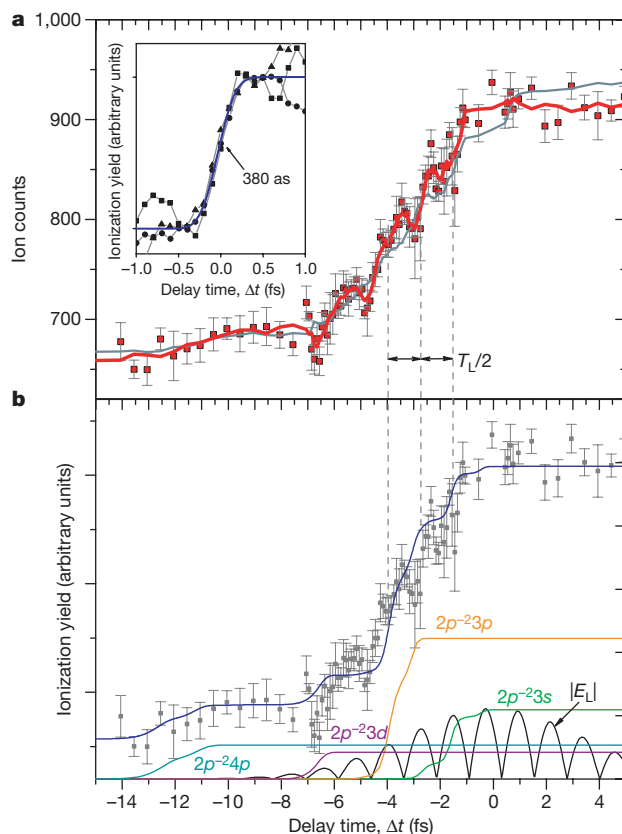 a
1,000
900
800
700
Ion counts
Ionization yield (arbitrary units)
380 as
−1.0 −0.5 0.0 0.5 1.0
Delay time, Δt (fs)
T_L/2
b
Ionization yield (arbitrary units)
2p⁻²3p
2p⁻²3s
|E_L|
2p⁻²3d
2p⁻²4p
−14 −12 −10 −8 −6 −4 −2 0 2 4
Delay time, Δt (fs)